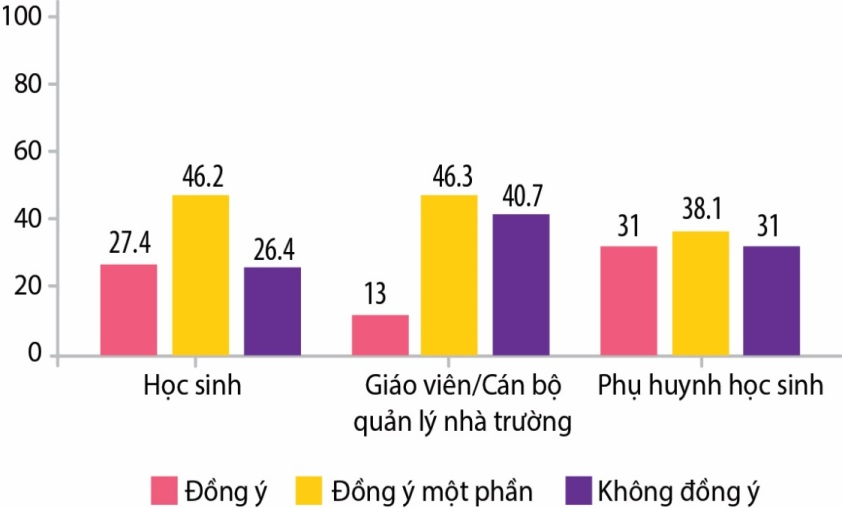 100
80
60
40
20
0
27.4
46.2
26.4
13
46.3
40.7
31
38.1
31
Học sinh
Giáo viên/Cán bộ
quản lý nhà trường
Phụ huynh học sinh
Đồng ý
Đồng ý một phần
Không đồng ý